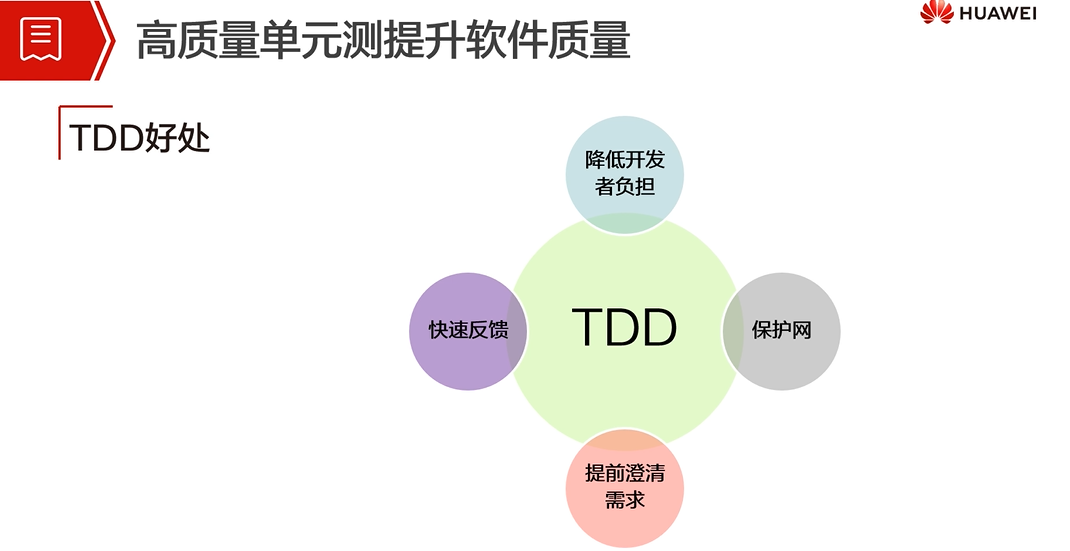 高质量单元测提升软件质量
HUAWEI
TDD好处
降低开发
者负担
快速反馈
TDD
保护网
提前澄清
需求